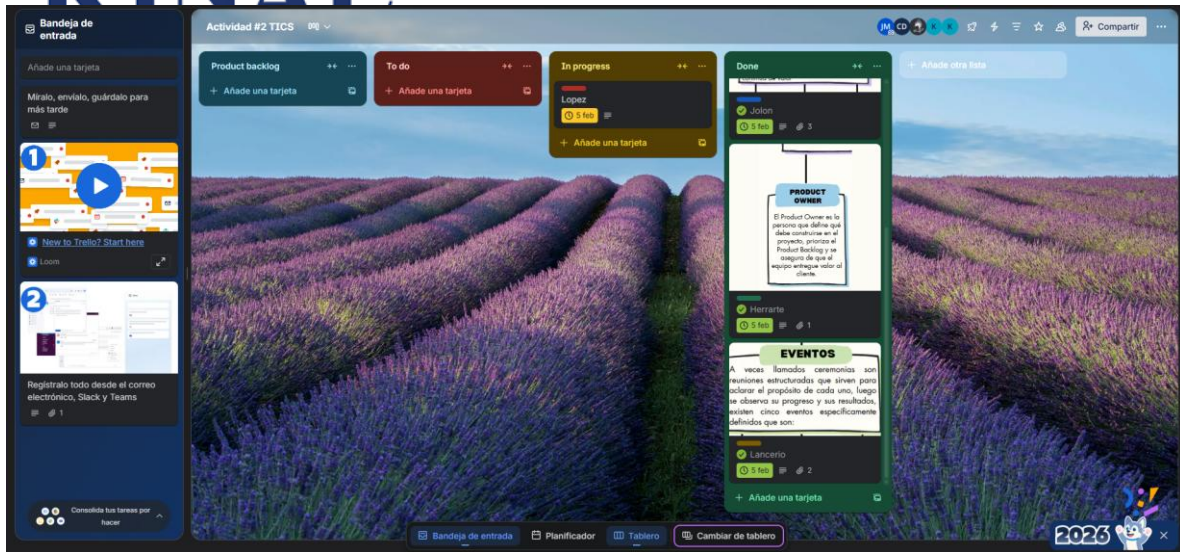 Bandeja de
entrada
Añade una tarjeta
Míralo, envíalo, guárdalo para
más tarde
1
New to Trello? Start here
Loom
2
Regístralo todo desde el correo
electrónico, Slack y Teams
1
Consolida tus tareas por
hacer
Actividad #2 TICS
JM CD K K
Compartir
Product backlog
+ Añade una tarjeta
To do
+ Añade una tarjeta
In progress
Lopez
5 feb
+ Añade una tarjeta
Done
Jolon
5 feb 3
PRODUCT
OWNER
El Product Owner es la
persona que define qué
debe construirse en el
proyecto, prioriza el
Product Backlog y se
asegura de que el
equipo entregue valor al
cliente.
Herrarte
5 feb 1
EVENTOS
A veces llamados ceremonias son
reuniones estructuradas que sirven para
aclarar el propósito de cada uno, luego
se observa su progreso y sus resultados,
existen cinco eventos específicamente
definidos que son:
Lancerio
5 feb 2
+ Añade una tarjeta
+ Añade otra lista
Bandeja de entrada
Planificador
Tablero
Cambiar de tablero
2026